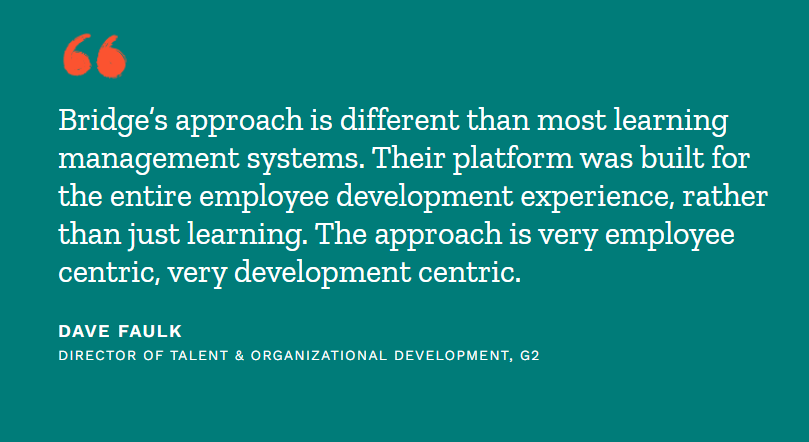 “
Bridge’s approach is different than most learning
management systems. Their platform was built for
the entire employee development experience, rather
than just learning. The approach is very employee
centric, very development centric.
DAVE FAULK
DIRECTOR OF TALENT & ORGANIZATIONAL DEVELOPMENT, G2